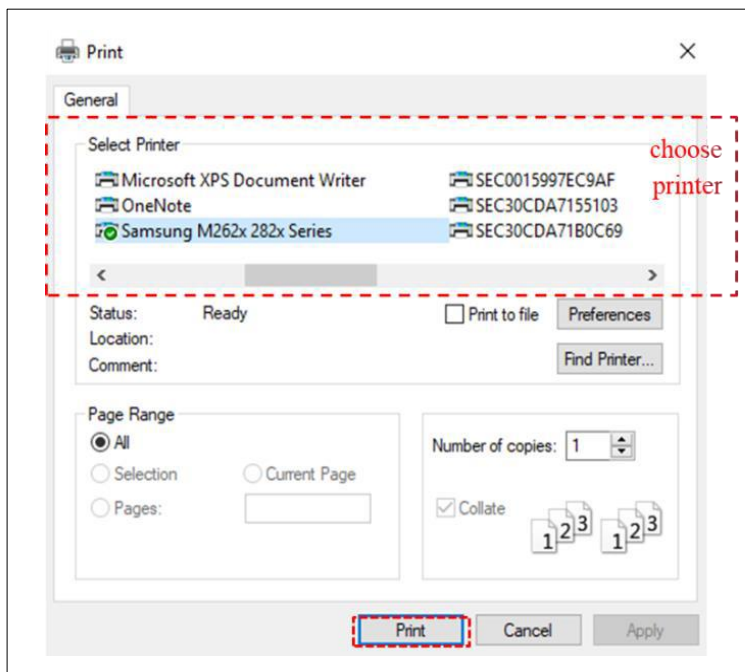 Print
General
Select Printer
choose
printer
Microsoft XPS Document Writer
SEC0015997EC9AF
OneNote
SEC30CDA7155103
Samsung M262x 282x Series
SEC30CDA71B0C69
Status: Ready
Print to file
Preferences
Location:
Comment:
Find Printer...
Page Range
All
Selection
Current Page
Pages:
Number of copies: 1
Collate
1 2 3 1 2 3
Print
Cancel
Apply